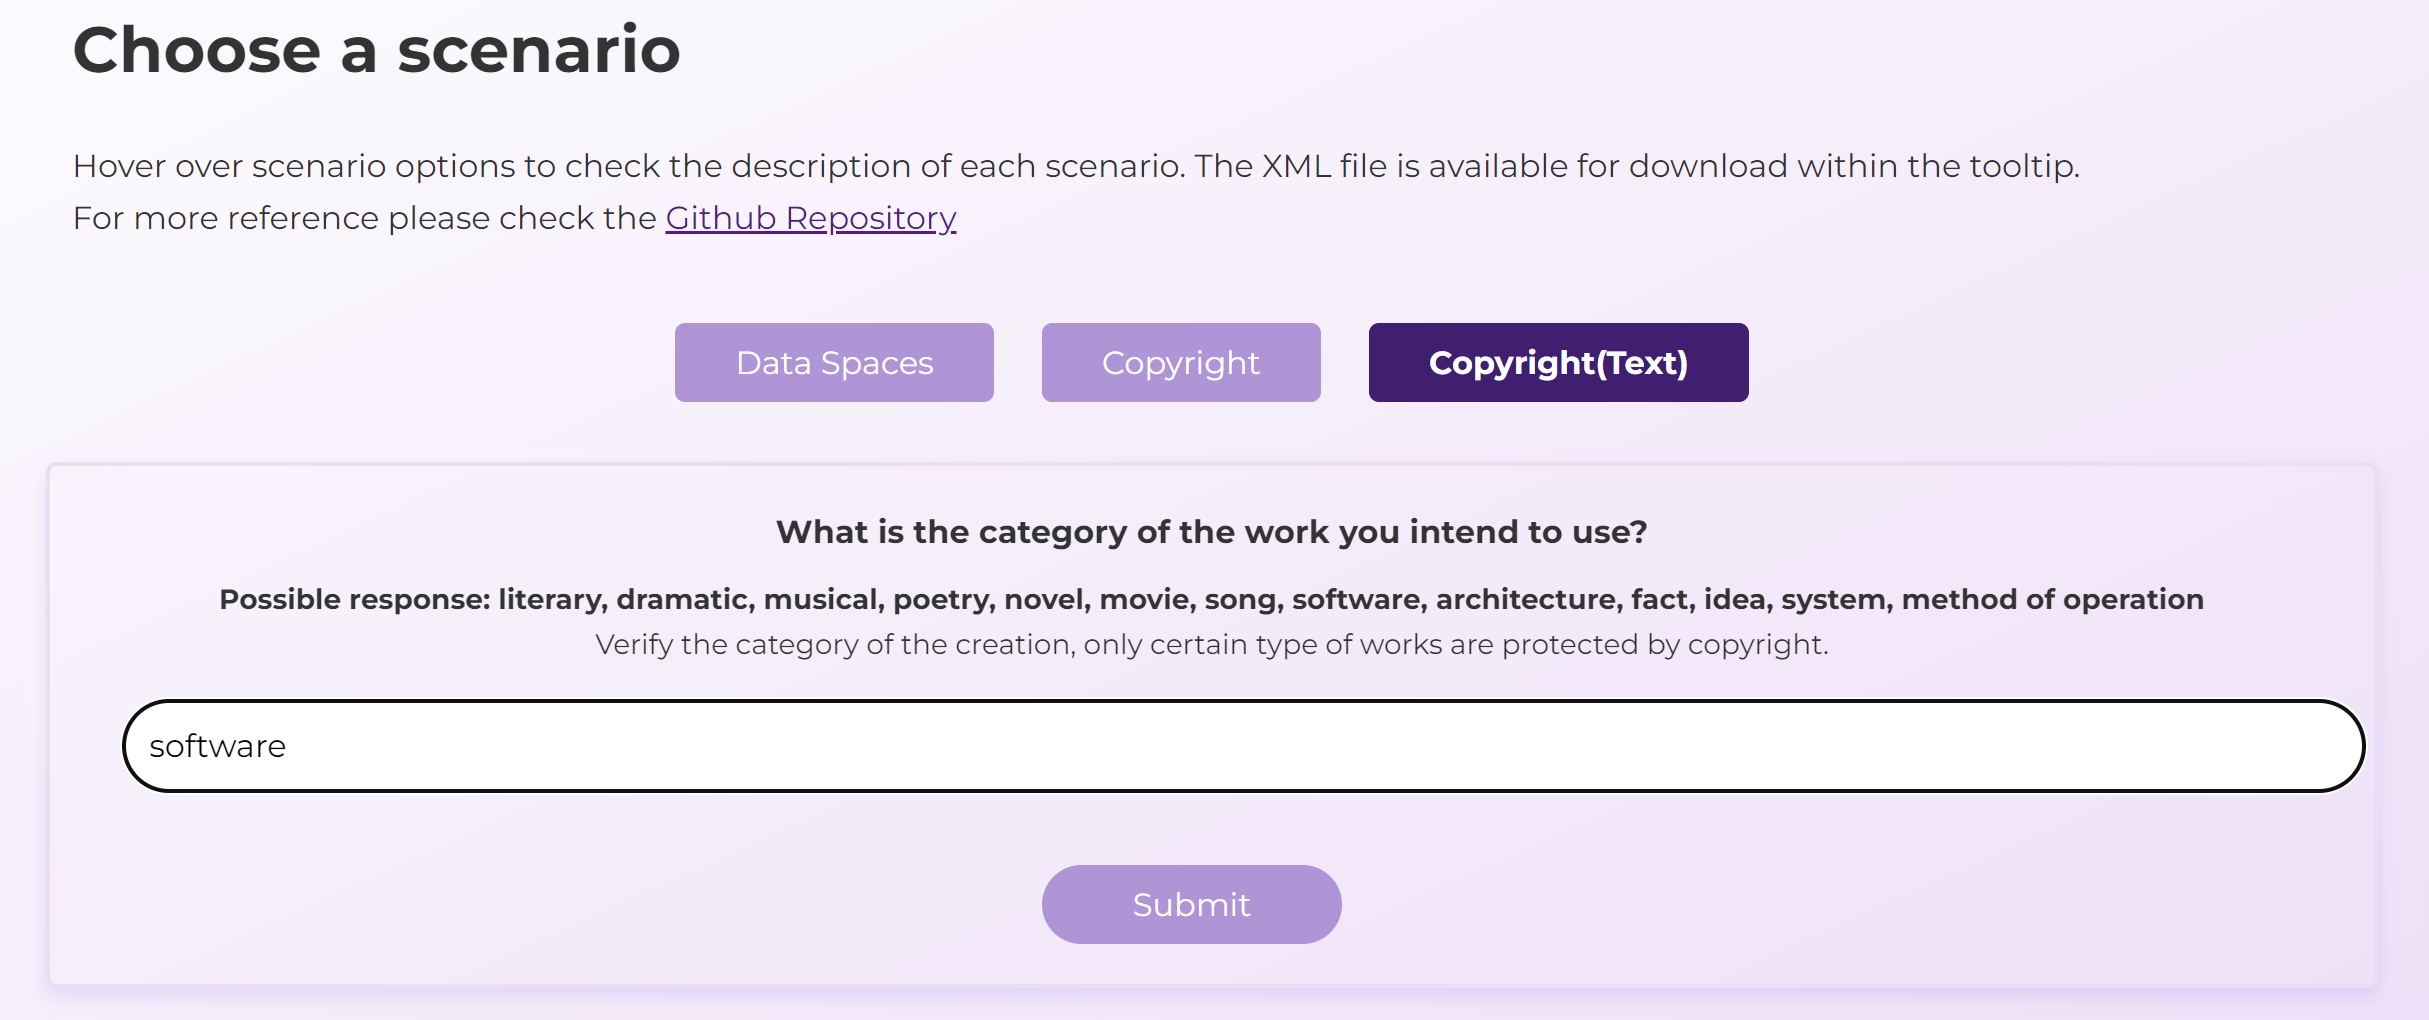 Choose a scenario
Hover over scenario options to check the description of each scenario. The XML file is available for download within the tooltip.
For more reference please check the Github Repository
Data Spaces
Copyright
Copyright(Text)
What is the category of the work you intend to use?
Possible response: literary, dramatic, musical, poetry, novel, movie, song, software, architecture, fact, idea, system, method of operation
Verify the category of the creation, only certain type of works are protected by copyright.
software
Submit